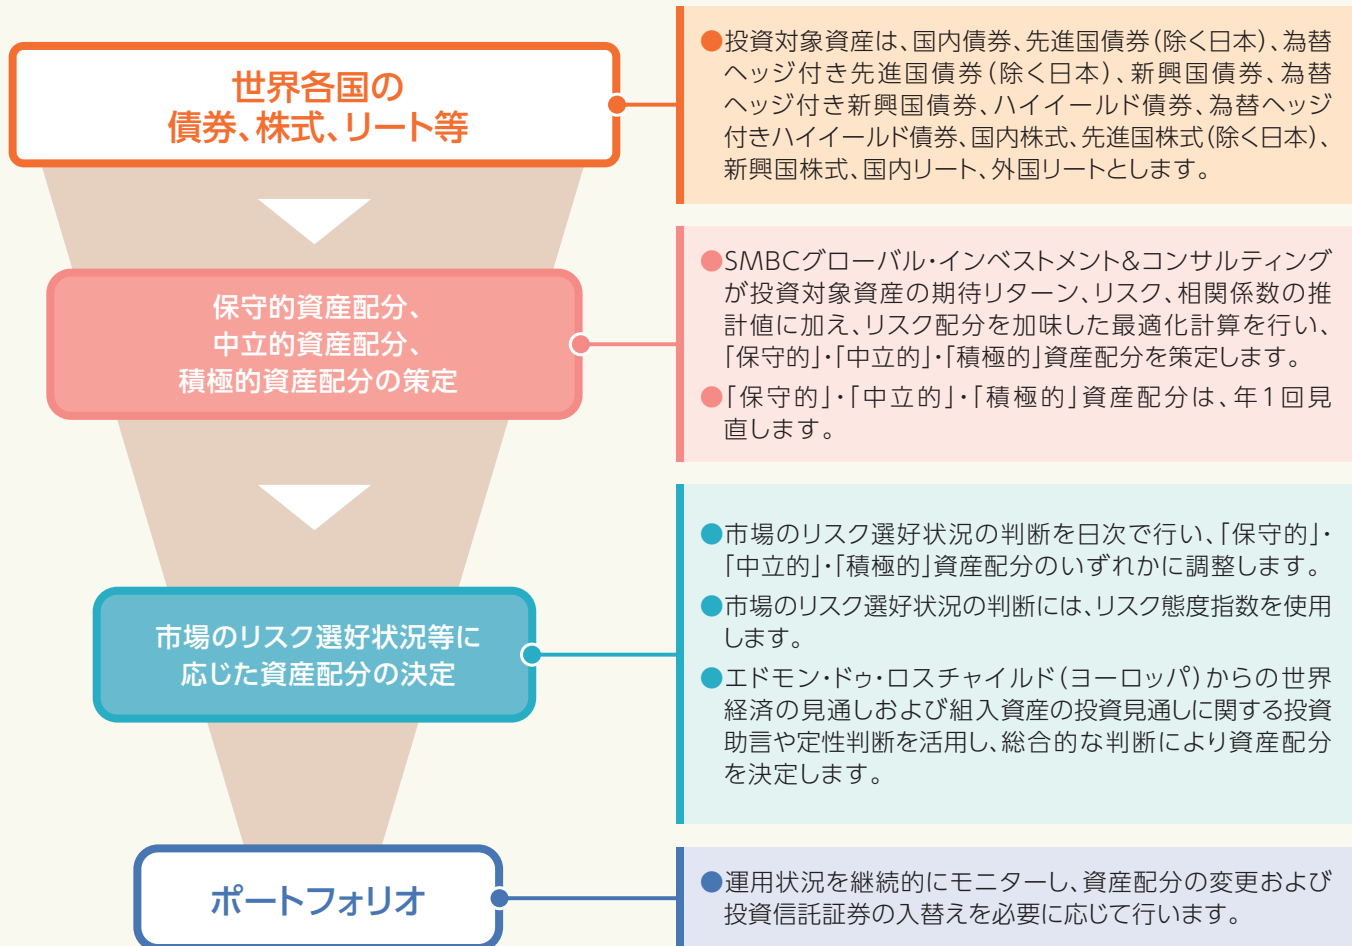 世界各国の
債券、株式、リート等
●投資対象資産は、国内債券、先進国債券(除く日本)、為替
ヘッジ付き先進国債券(除く日本)、新興国債券、為替
ヘッジ付き新興国債券、ハイイールド債券、為替ヘッジ
付きハイイールド債券、国内株式、先進国株式(除く日本)、
新興国株式、国内リート、外国リートとします。
保守的資産配分、
中立的資産配分、
積極的資産配分の策定
●SMBCグローバル・インベストメント&コンサルティング
が投資対象資産の期待リターン、リスク、相関係数の推
計値に加え、リスク配分を加味した最適化計算を行い、
「保守的」・「中立的」・「積極的」資産配分を策定します。
●「保守的」・「中立的」・「積極的」資産配分は、年1回見
直します。
市場のリスク選好状況等に
応じた資産配分の決定
●市場のリスク選好状況の判断を日次で行い、「保守的」・
「中立的」・「積極的」資産配分のいずれかに調整します。
●市場のリスク選好状況の判断には、リスク態度指数を使用
します。
●エドモン・ドゥ・ロスチャイルド(ヨーロッパ)からの世界
経済の見通しおよび組入資産の投資見通しに関する投資
助言や定性判断を活用し、総合的な判断により資産配分
を決定します。
ポートフォリオ
●運用状況を継続的にモニターし、資産配分の変更および
投資信託証券の入替えを必要に応じて行います。